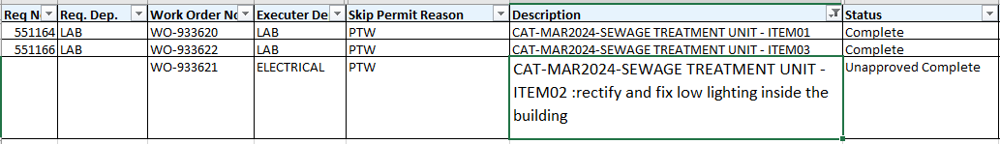 Req N Req. Dep. Work Order No Executer De Skip Permit Reason Description Status
551164 LAB WO-933620 LAB PTW CAT-MAR2024-SEWAGE TREATMENT UNIT - ITEM01 Complete
551166 LAB WO-933622 LAB PTW CAT-MAR2024-SEWAGE TREATMENT UNIT - ITEM03 Complete
WO-933621 ELECTRICAL PTW CAT-MAR2024-SEWAGE TREATMENT UNIT - Unapproved Complete
ITEM02 :rectify and fix low lighting inside the
building